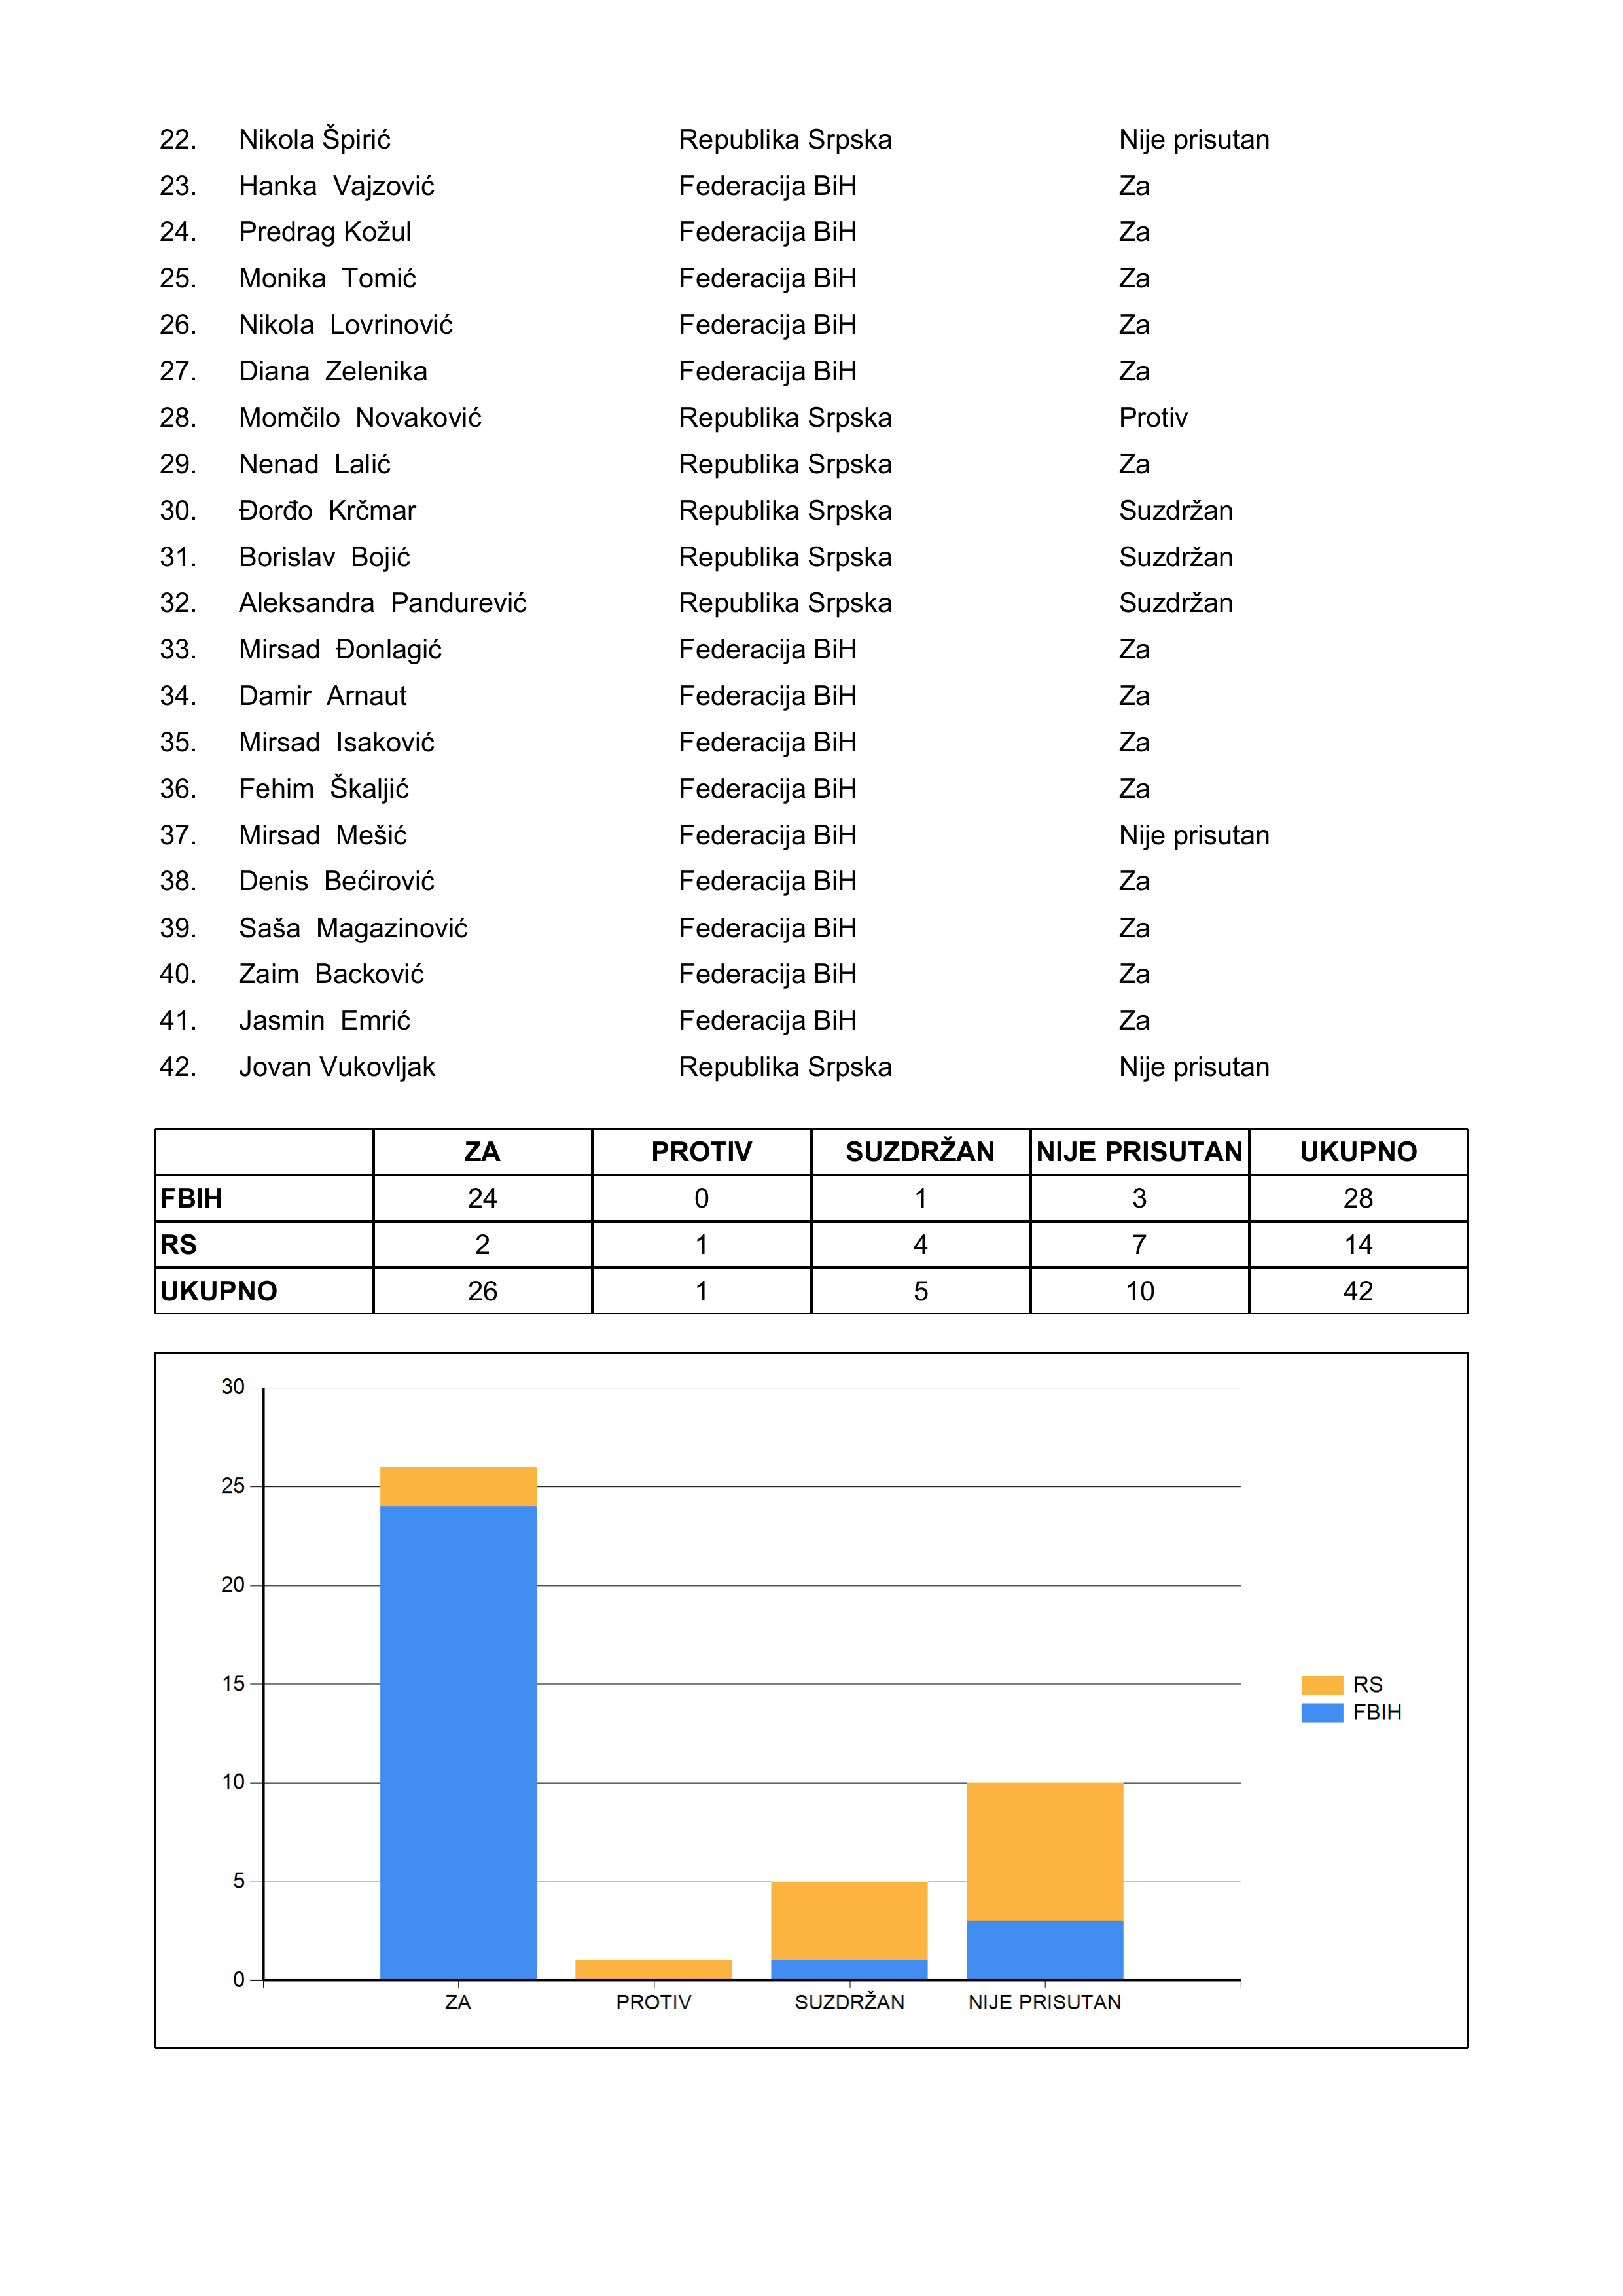 22. Nikola Špirić Republika Srpska Nije prisutan
23. Hanka Vajzović Federacija BiH Za
24. Predrag Kožul Federacija BiH Za
25. Monika Tomić Federacija BiH Za
26. Nikola Lovrinović Federacija BiH Za
27. Diana Zelenika Federacija BiH Za
28. Momčilo Novaković Republika Srpska Protiv
29. Nenad Lalić Republika Srpska Za
30. Đorđo Krčmar Republika Srpska Suzdržan
31. Borislav Bojić Republika Srpska Suzdržan
32. Aleksandra Pandurević Republika Srpska Suzdržan
33. Mirsad Đonlagić Federacija BiH Za
34. Damir Arnaut Federacija BiH Za
35. Mirsad Isaković Federacija BiH Za
36. Fehim Škaljić Federacija BiH Za
37. Mirsad Mešić Federacija BiH Nije prisutan
38. Denis Bećirović Federacija BiH Za
39. Saša Magazinović Federacija BiH Za
40. Zaim Backović Federacija BiH Za
41. Jasmin Emrić Federacija BiH Za
42. Jovan Vukovljak Republika Srpska Nije prisutan
ZA PROTIV SUZDRŽAN NIJE PRISUTAN UKUPNO
FBIH 24 0 1 3 28
RS 2 1 4 7 14
UKUPNO 26 1 5 10 42
30
25
20
15
10
5
0
ZA PROTIV SUZDRŽAN NIJE PRISUTAN
RS
FBIH